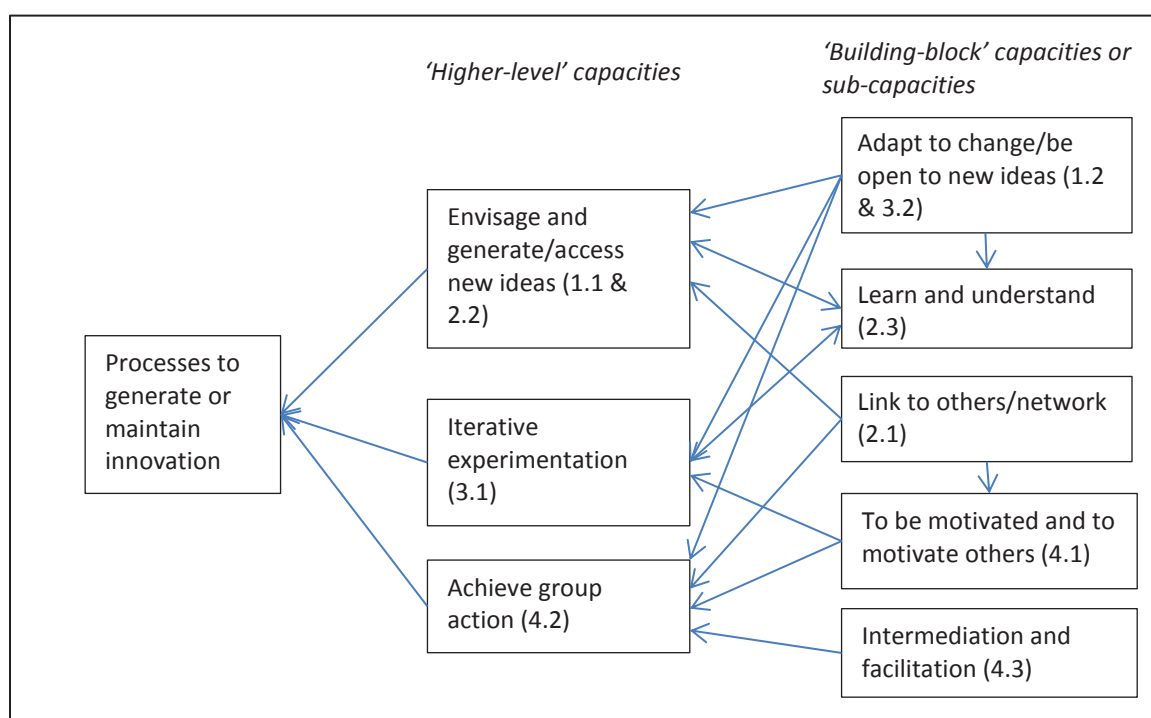 ‘Higher-level’ capacities
‘Building-block’ capacities or
sub-capacities
Processes to
generate or
maintain
innovation
Envisage and
generate/access
new ideas (1.1 &
2.2)
Iterative
experimentation
(3.1)
Achieve group
action (4.2)
Adapt to change/be
open to new ideas (1.2
& 3.2)
Learn and understand
(2.3)
Link to others/network
(2.1)
To be motivated and to
motivate others (4.1)
Intermediation and
facilitation (4.3)